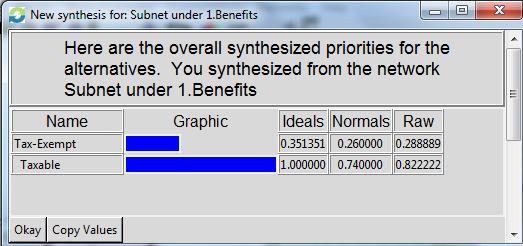 New synthesis for: Subnet under 1.Benefits
Here are the overall synthesized priorities for the
alternatives. You synthesized from the network
Subnet under 1.Benefits
Name Graphic Ideals Normals Raw
Tax-Exempt 0.351351 0.260000 0.288889
Taxable 1.000000 0.740000 0.822222
Okay Copy Values